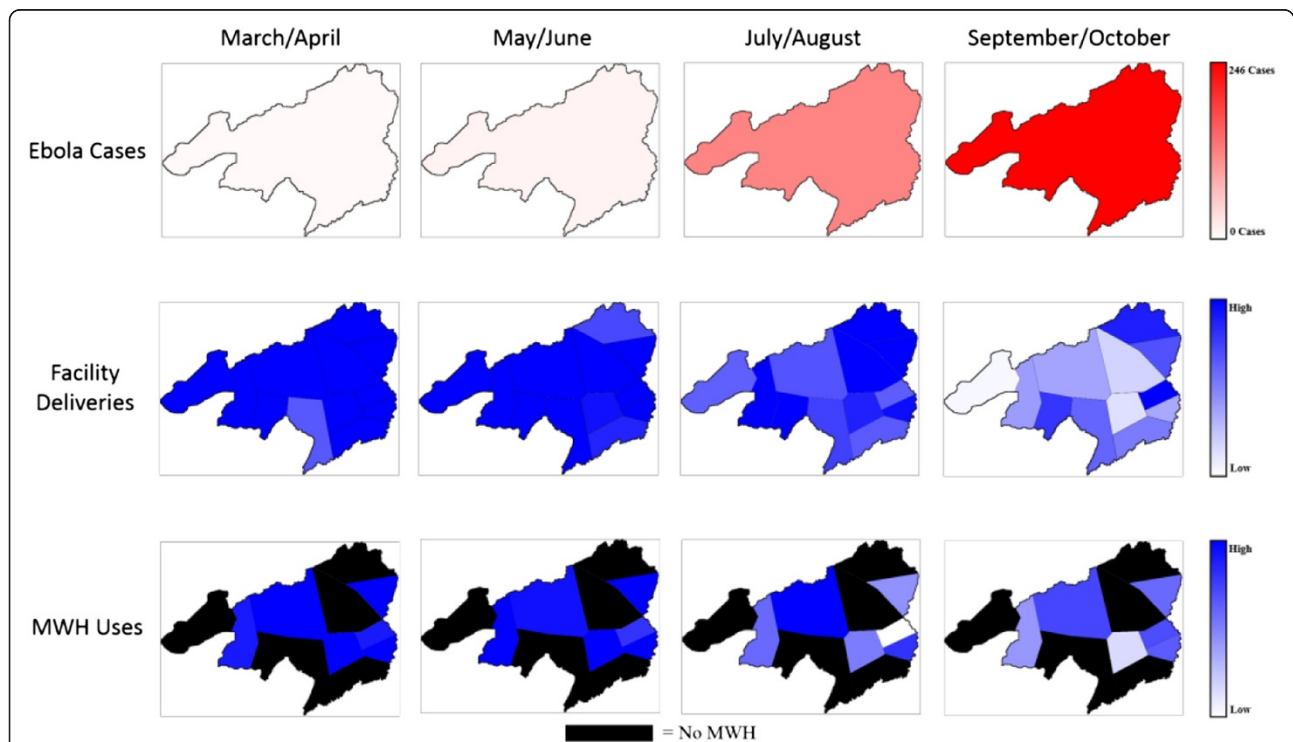 March/April May/June July/August September/October
Ebola Cases
246 Cases
0 Cases
Facility
Deliveries
High
Low
MWH Uses
High
Low
= No MWH